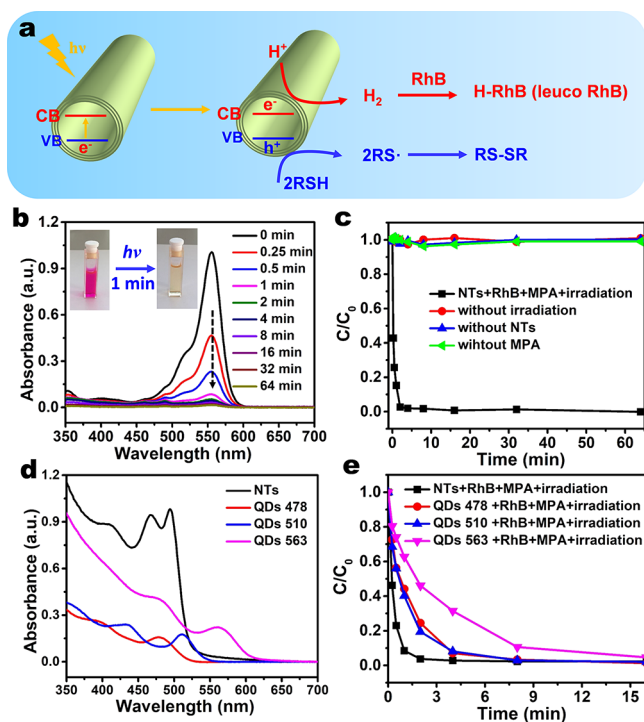 a
hν
CB
VB
e-
H+
CB
e-
VB
h+
2RSH
H2
RhB
H-RhB (leuco RhB)
2RS·
RS-SR
b
1.2
0.9
0.6
0.3
0.0
350 400 450 500 550 600 650 700
Absorbance (a.u.)
Wavelength (nm)
hν
1 min
0 min
0.25 min
0.5 min
1 min
2 min
4 min
8 min
16 min
32 min
64 min
c
1.0
0.8
0.6
0.4
0.2
0.0
0 10 20 30 40 50 60
C/C0
Time (min)
NTs+RhB+MPA+irradiation
without irradiation
without NTs
wihtout MPA
d
1.2
0.9
0.6
0.3
0.0
350 400 450 500 550 600 650 700
Absorbance (a.u.)
Wavelength (nm)
NTs
QDs 478
QDs 510
QDs 563
e
1.0
0.8
0.6
0.4
0.2
0.0
0 3 6 9 12 15
C/C0
Time (min)
NTs+RhB+MPA+irradiation
QDs 478 +RhB+MPA+irradiation
QDs 510 +RhB+MPA+irradiation
QDs 563 +RhB+MPA+irradiation